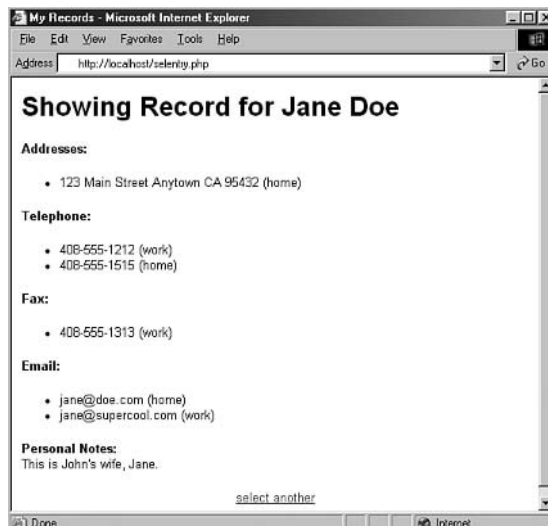 My Records - Microsoft Internet Explorer
File Edit View Favorites Tools Help
Address http://localhost/selentry.php Go
Showing Record for Jane Doe
Addresses:
• 123 Main Street Anytown CA 95432 (home)
Telephone:
• 408-555-1212 (work)
• 408-555-1515 (home)
Fax:
• 408-555-1313 (work)
Email:
• jane@doe.com (home)
• jane@supercool.com (work)
Personal Notes:
This is John's wife, Jane.
select another
Done Internet